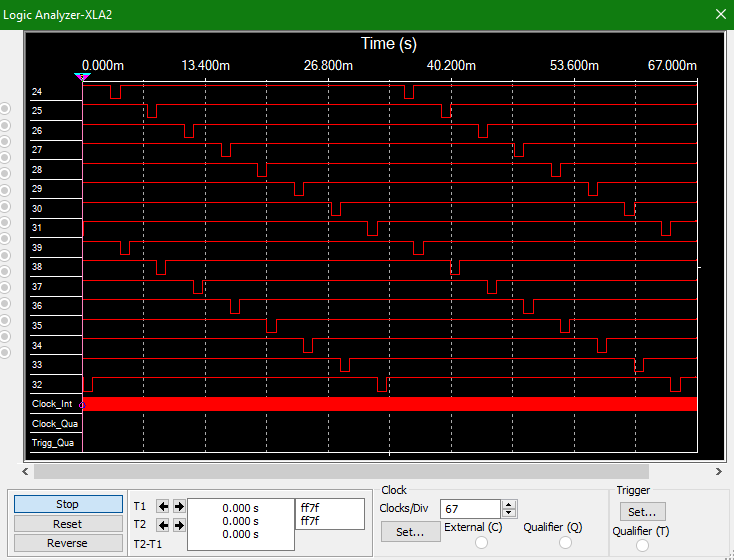 Logic Analyzer-XLA2
Time (s)
0.000m 13.400m 26.800m 40.200m 53.600m 67.000m
24
25
26
27
28
29
30
31
39
38
37
36
35
34
33
32
Clock_Int
Clock_Qua
Trigg_Qua
Stop
Reset
Reverse
T1 0.000 s ff7f
T2 0.000 s ff7f
T2-T1 0.000 s
Clock
Clocks/Div 67
Set... External (C) Qualifier (Q)
Trigger
Set...
Qualifier (T)